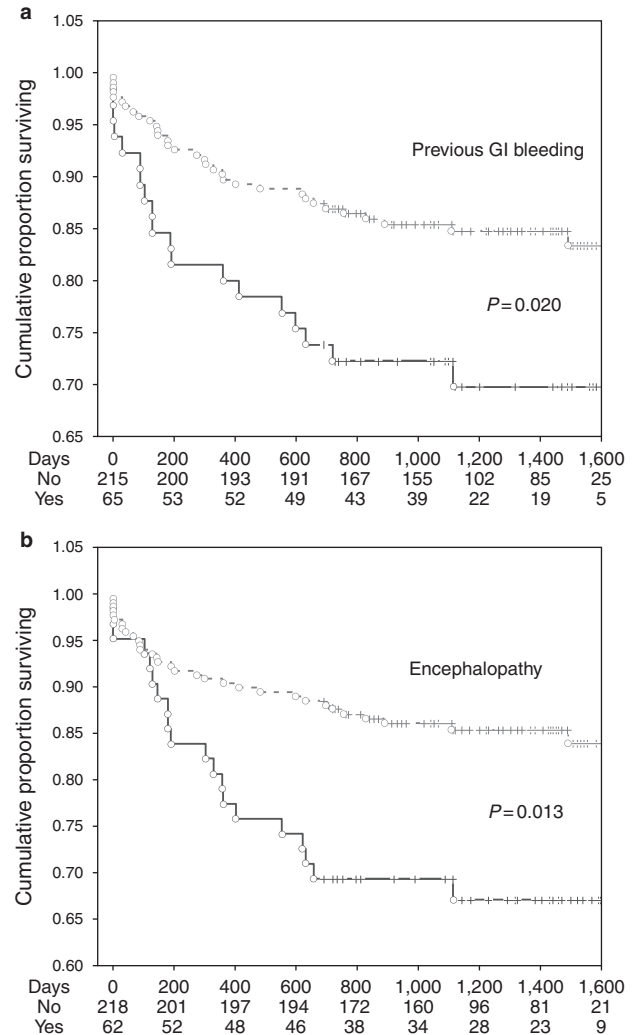 a
1.05
1.00
0.95
0.90
0.85
0.80
0.75
0.70
0.65
Cumulative proportion surviving
Previous GI bleeding
P=0.020
Days 0 200 400 600 800 1,000 1,200 1,400 1,600
No 215 200 193 191 167 155 102 85 25
Yes 65 53 52 49 43 39 22 19 5
b
1.05
1.00
0.95
0.90
0.85
0.80
0.75
0.70
0.65
0.60
Cumulative proportion surviving
Encephalopathy
P=0.013
Days 0 200 400 600 800 1,000 1,200 1,400 1,600
No 218 201 197 194 172 160 96 81 21
Yes 62 52 48 46 38 34 28 23 9